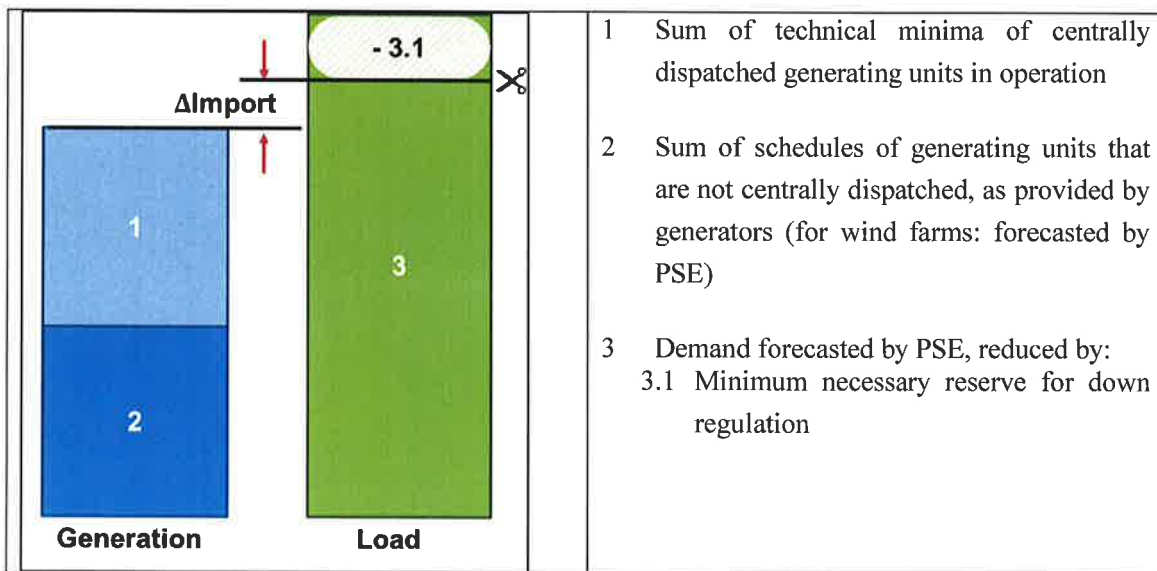 - 3.1
ΔImport
1
3
2
Generation
Load
1 Sum of technical minima of centrally
dispatched generating units in operation
2 Sum of schedules of generating units that
are not centrally dispatched, as provided by
generators (for wind farms: forecasted by
PSE)
3 Demand forecasted by PSE, reduced by:
3.1 Minimum necessary reserve for down
regulation